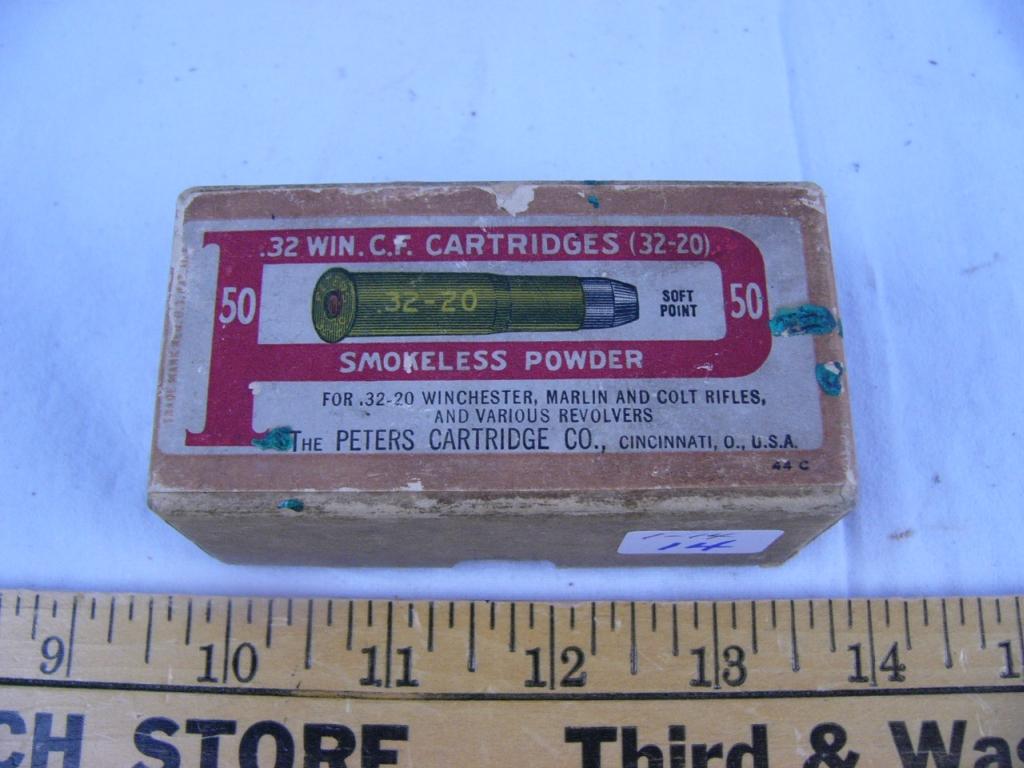 .32 WIN. C.F. CARTRIDGES (32-20)
50
.32-20
SOFT
POINT
50
SMOKELESS POWDER
FOR .32-20 WINCHESTER, MARLIN AND COLT RIFLES,
AND VARIOUS REVOLVERS
THE PETERS CARTRIDGE CO., CINCINNATI, O., U.S.A.
44 C
14
9 10 11 12 13 14
CH STORE Third & Was